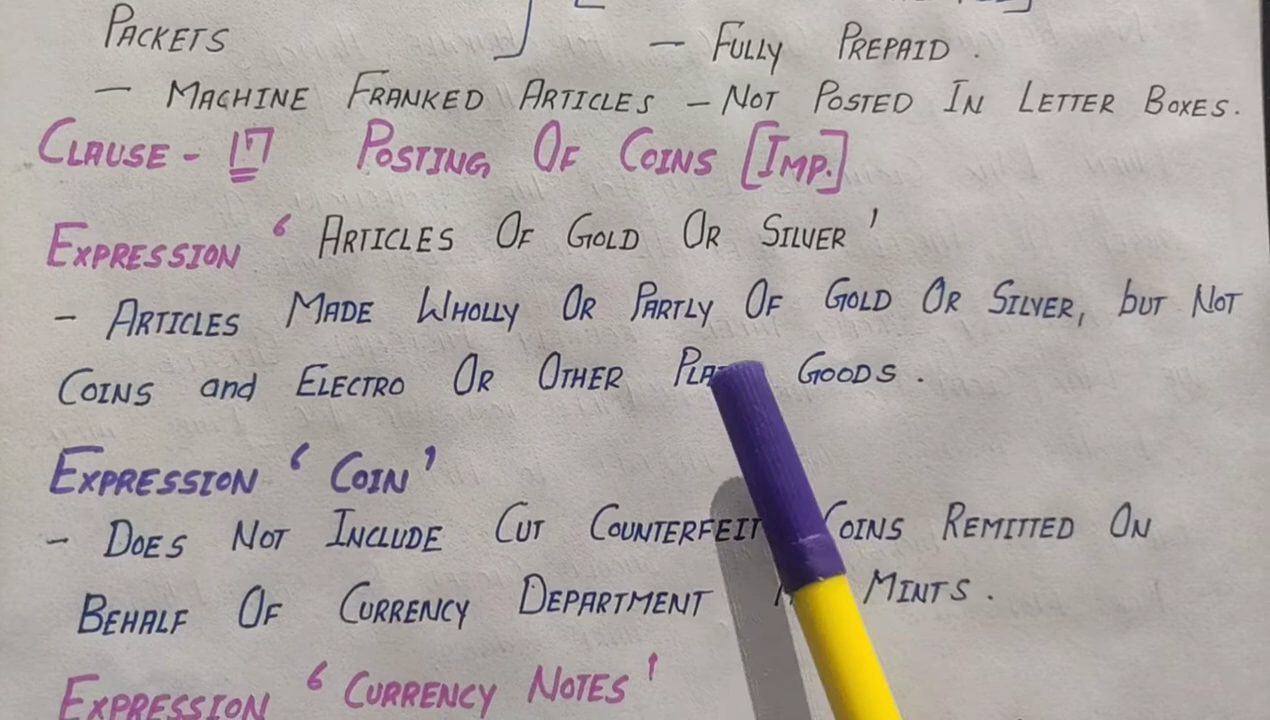 PACKETS
— FULLY PREPAID.
— MACHINE FRANKED ARTICLES — NOT POSTED IN LETTER BOXES.
CLAUSE - 17 POSTING OF COINS [IMP.]
EXPRESSION ' ARTICLES OF GOLD OR SILVER '
- ARTICLES MADE WHOLLY OR PARTLY OF GOLD OR SILVER, but NOT
COINS and ELECTRO OR OTHER GOODS.
EXPRESSION ' COIN '
- DOES NOT INCLUDE CUT COUNTERFEIT COINS REMITTED ON
BEHALF OF CURRENCY DEPARTMENT MINTS.
EXPRESSION ' CURRENCY NOTES '